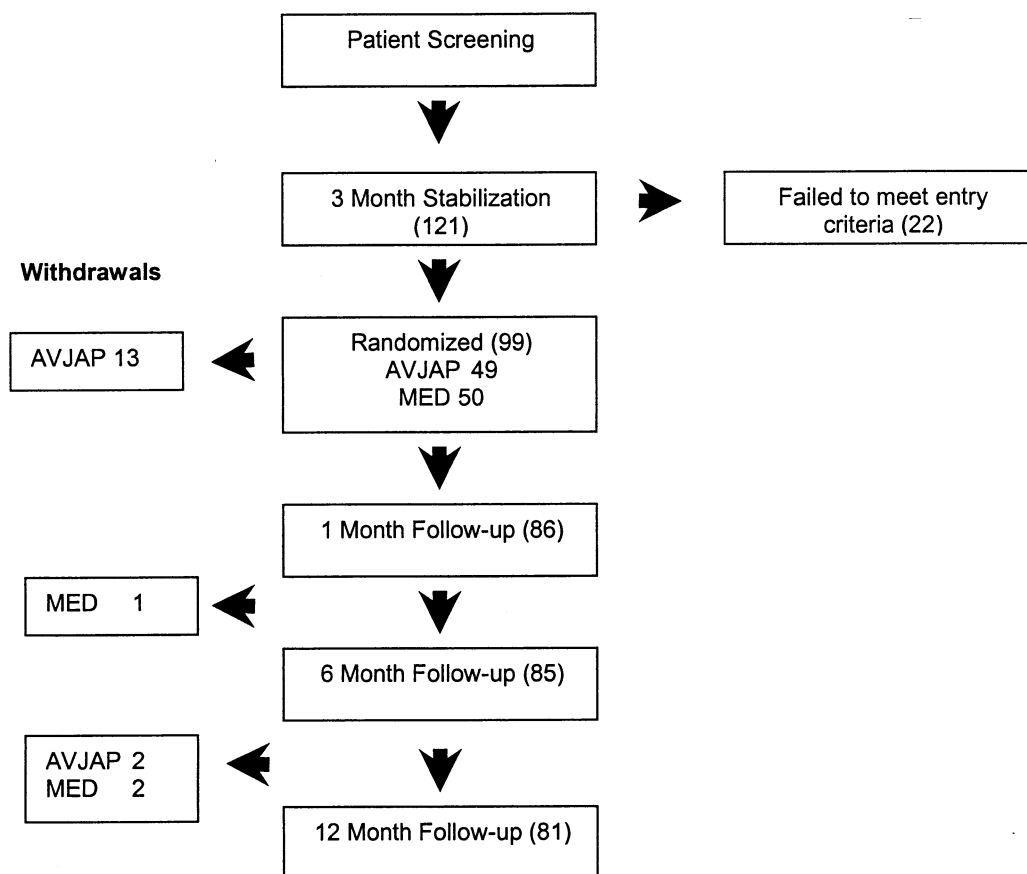 Patient Screening
3 Month Stabilization
(121)
Failed to meet entry
criteria (22)
Withdrawals
AVJAP 13
Randomized (99)
AVJAP 49
MED 50
1 Month Follow-up (86)
MED 1
6 Month Follow-up (85)
AVJAP 2
MED 2
12 Month Follow-up (81)